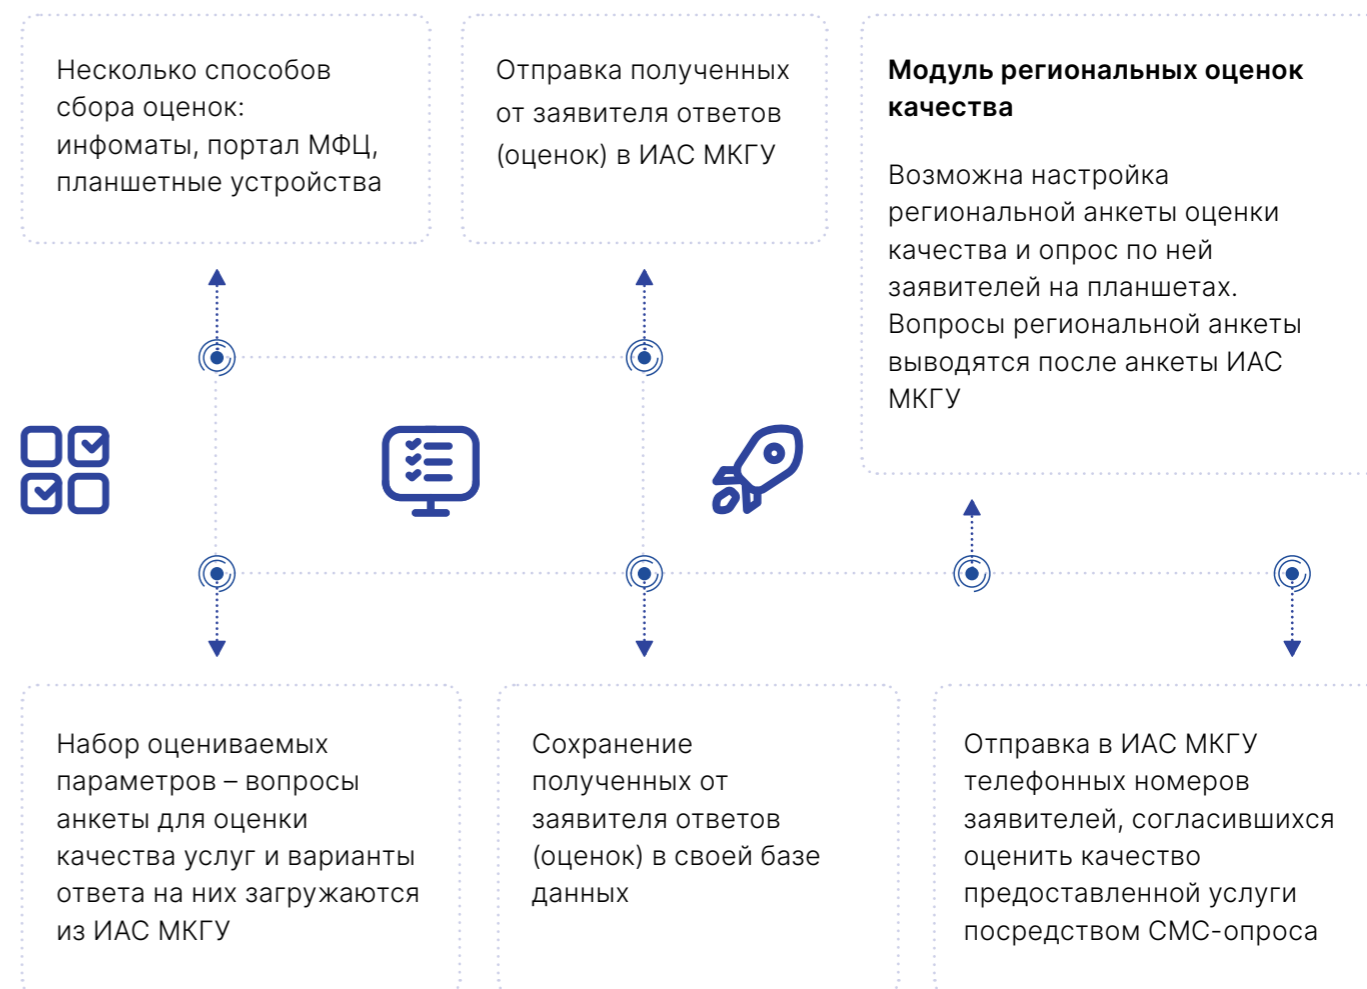 Несколько способов
сбора оценок:
инфоматы, портал МФЦ,
планшетные устройства
Отправка полученных
от заявителя ответов
(оценок) в ИАС МКГУ
Модуль региональных оценок
качества
Возможна настройка
региональной анкеты оценки
качества и опрос по ней
заявителей на планшетах.
Вопросы региональной анкеты
выводятся после анкеты ИАС
МКГУ
Набор оцениваемых
параметров – вопросы
анкеты для оценки
качества услуг и варианты
ответа на них загружаются
из ИАС МКГУ
Сохранение
полученных от
заявителя ответов
(оценок) в своей базе
данных
Отправка в ИАС МКГУ
телефонных номеров
заявителей, согласившихся
оценить качество
предоставленной услуги
посредством СМС-опроса